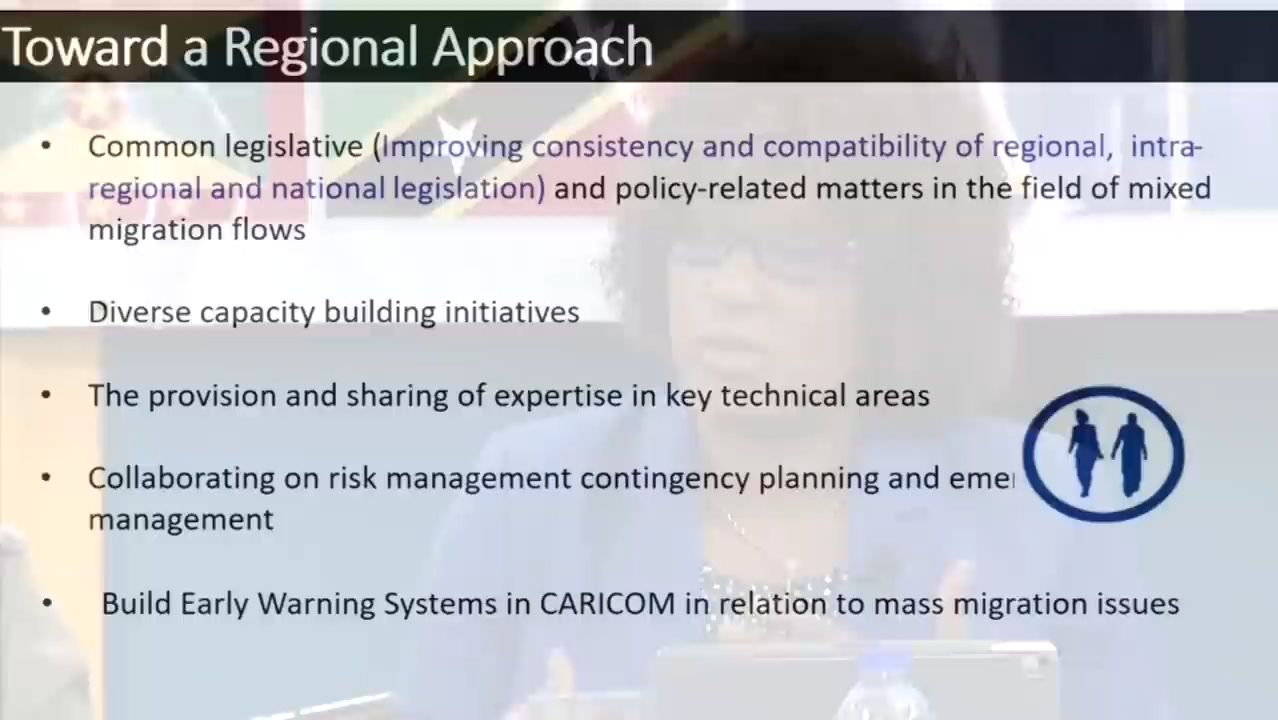 Toward a Regional Approach
• Common legislative (Improving consistency and compatibility of regional, intra-
regional and national legislation) and policy-related matters in the field of mixed
migration flows
• Diverse capacity building initiatives
• The provision and sharing of expertise in key technical areas
• Collaborating on risk management contingency planning and
management
• Build Early Warning Systems in CARICOM in relation to mass migration issues